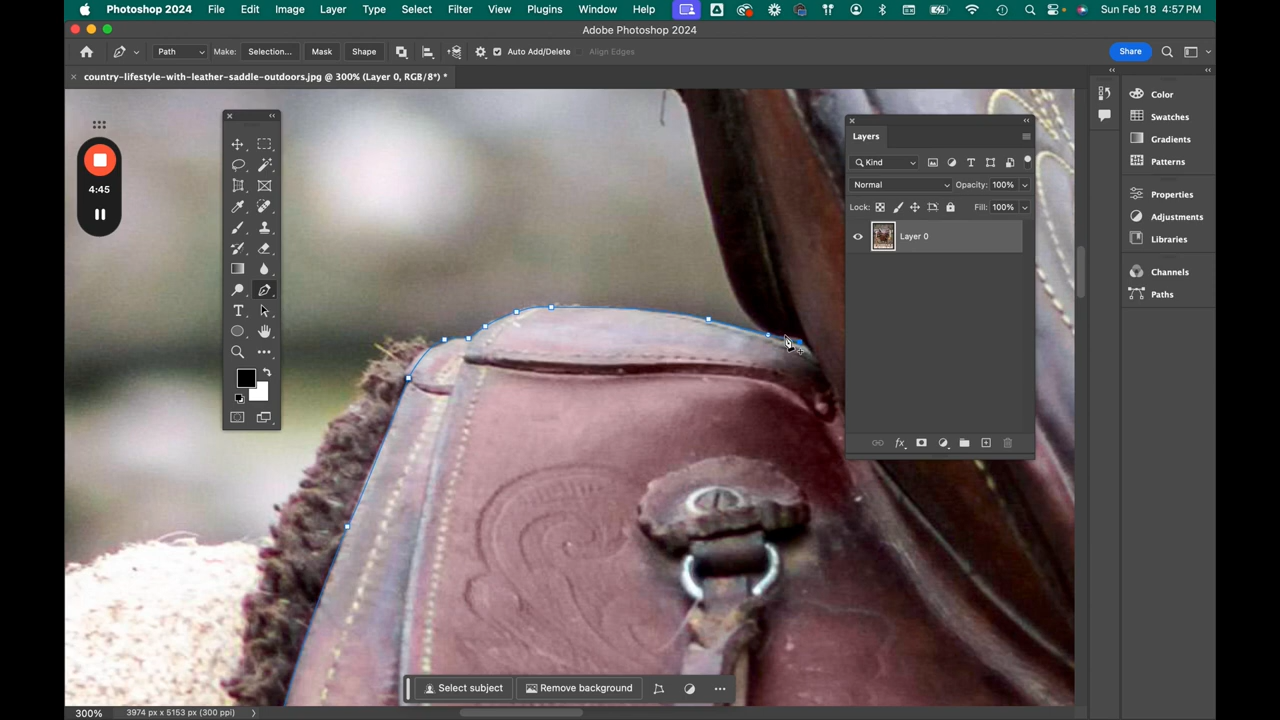 Photoshop 2024 File Edit Image Layer Type Select Filter View Plugins Window Help Sun Feb 18 4:57 PM
Adobe Photoshop 2024
Path Make: Selection... Mask Shape Auto Add/Delete Align Edges Share
country-lifestyle-with-leather-saddle-outdoors.jpg @ 300% (Layer 0, RGB/8*) *
4:45
Layers
Kind
Normal Opacity: 100%
Lock: Fill: 100%
Layer 0
Color
Swatches
Gradients
Patterns
Properties
Adjustments
Libraries
Channels
Paths
Select subject Remove background
300% 3974 px x 5153 px (300 ppi)